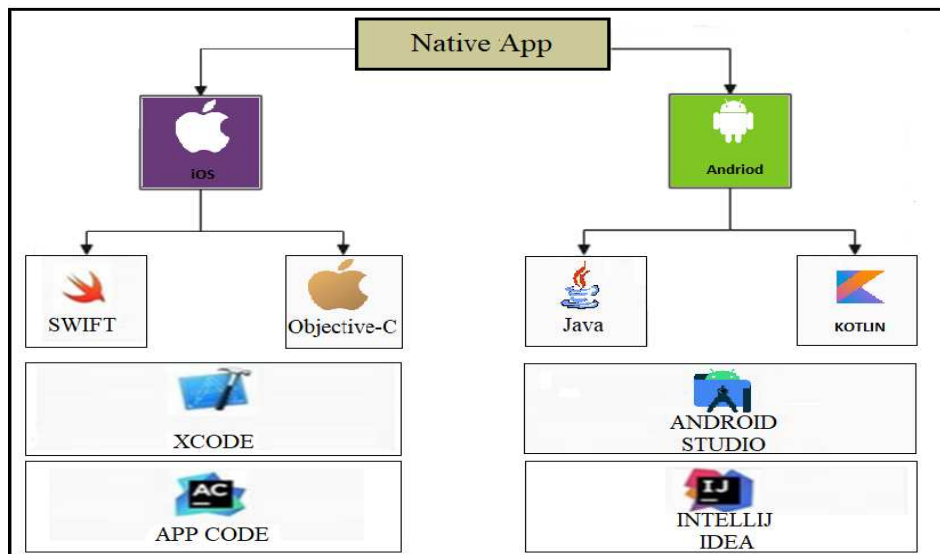 Native App
iOS
Andriod
SWIFT
Objective-C
Java
KOTLIN
XCODE
ANDROID
STUDIO
AC
APP CODE
IJ
INTELLIJ
IDEA